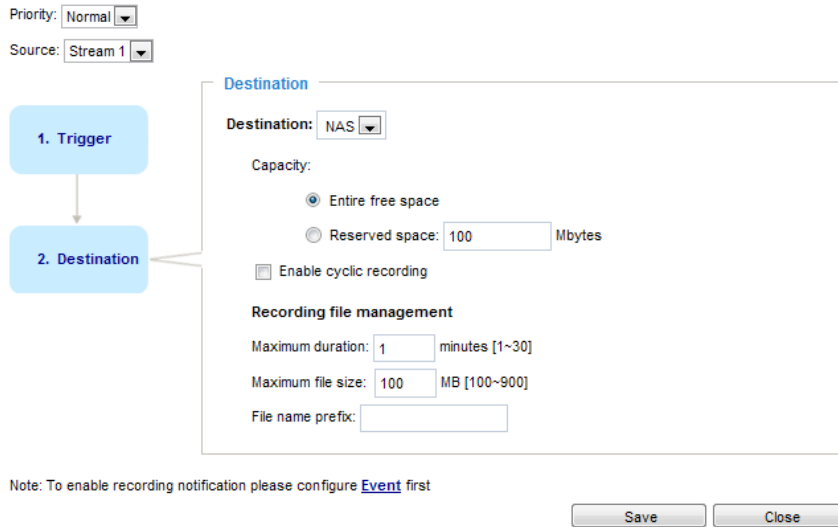 Priority: Normal
Source: Stream 1
1. Trigger
2. Destination
Destination
Destination: NAS
Capacity:
Entire free space
Reserved space: 100 Mbytes
Enable cyclic recording
Recording file management
Maximum duration: 1 minutes [1~30]
Maximum file size: 100 MB [100~900]
File name prefix:
Note: To enable recording notification please configure Event first
Save Close